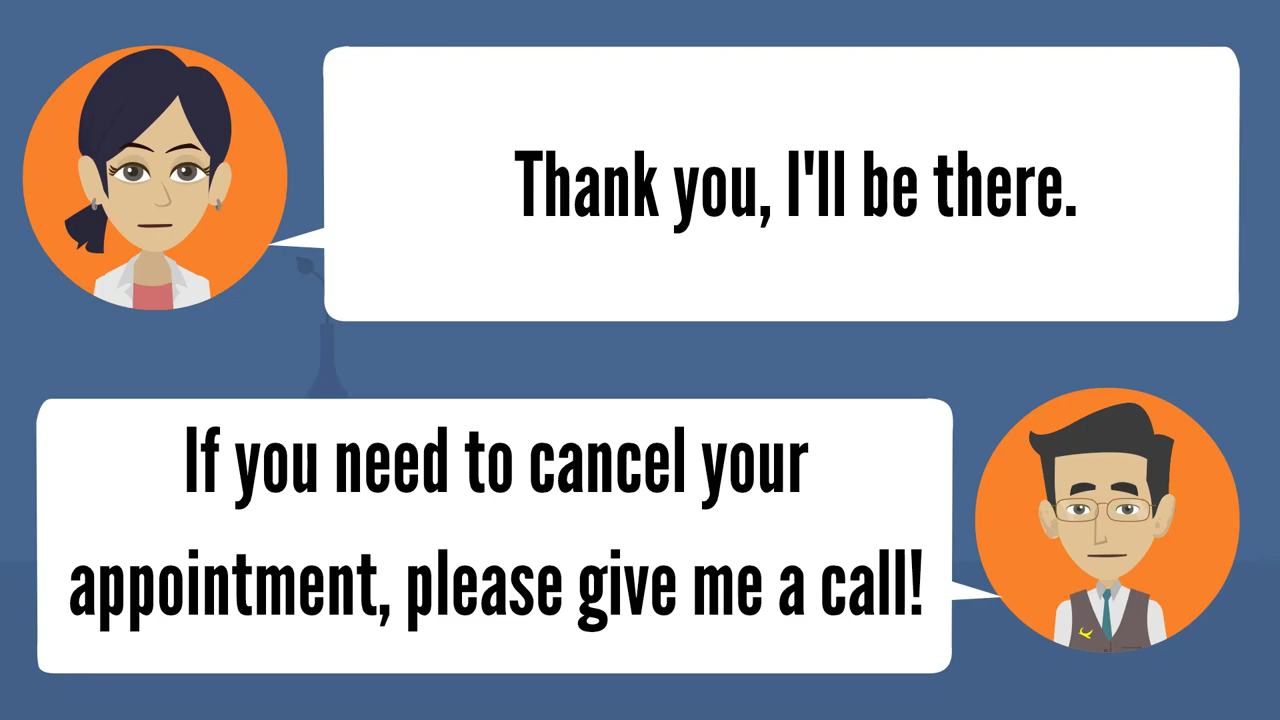 Thank you, I'll be there.
If you need to cancel your
appointment, please give me a call!